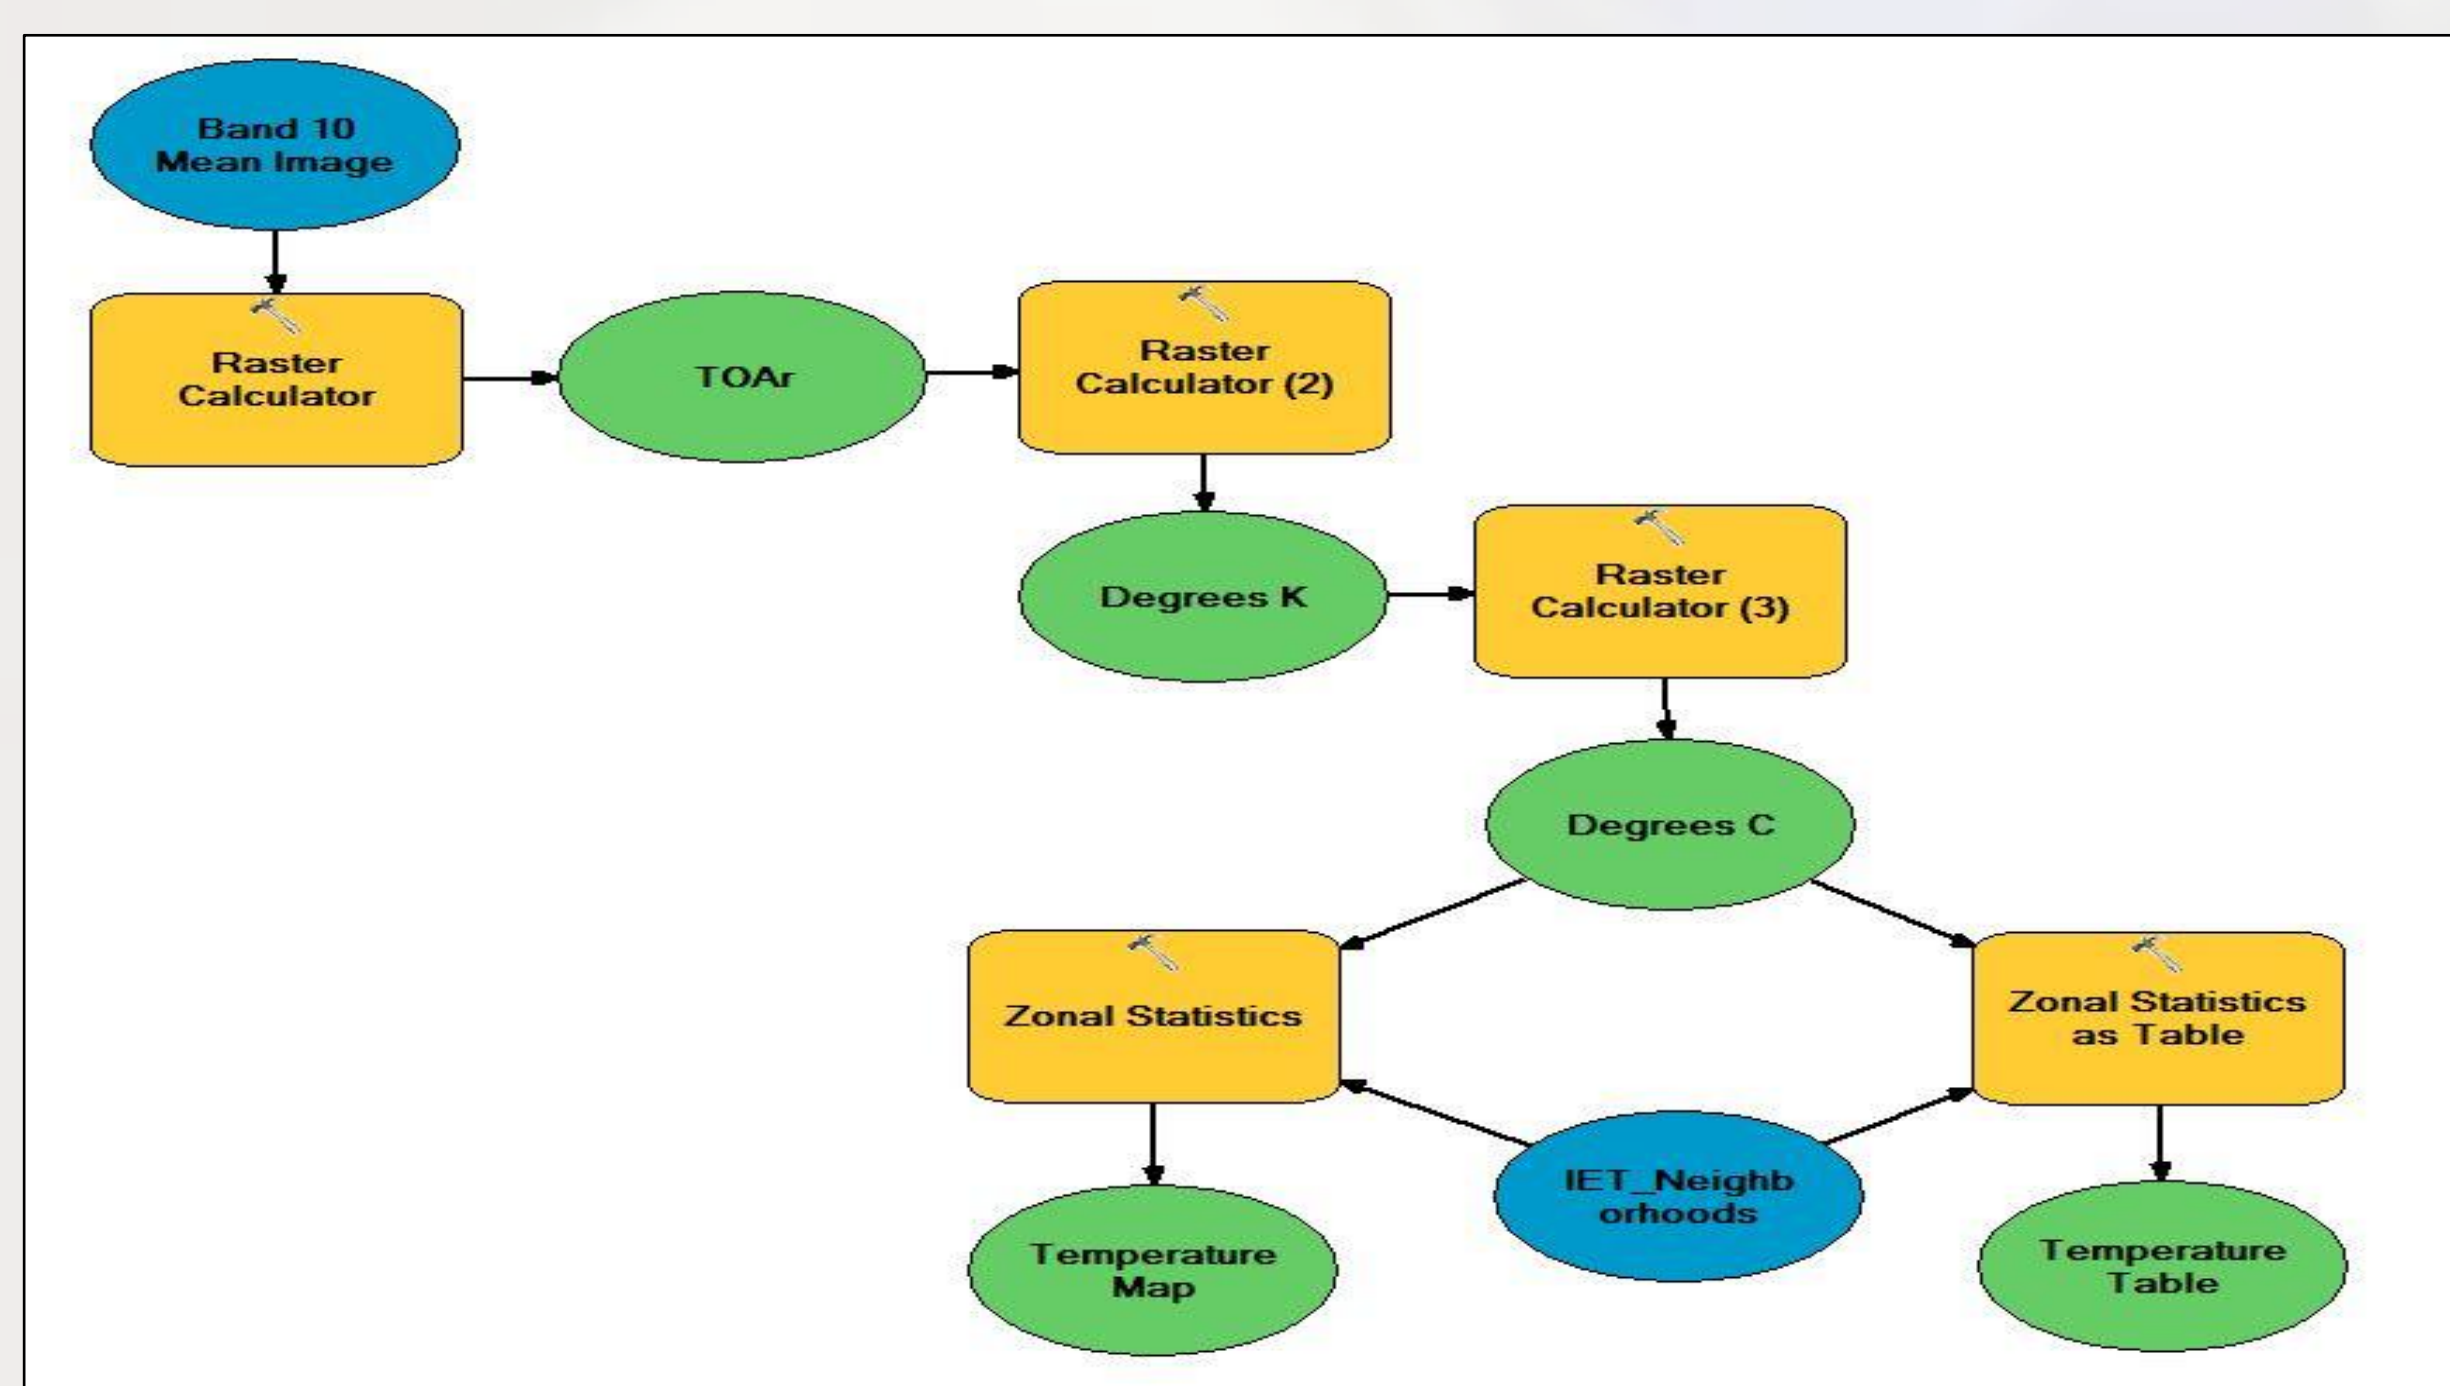 Band 10
Mean Image
Raster
Calculator
TOAr
Raster
Calculator (2)
Degrees K
Raster
Calculator (3)
Degrees C
Zonal Statistics
Zonal Statistics
as Table
IET_Neighb
orhoods
Temperature
Map
Temperature
Table